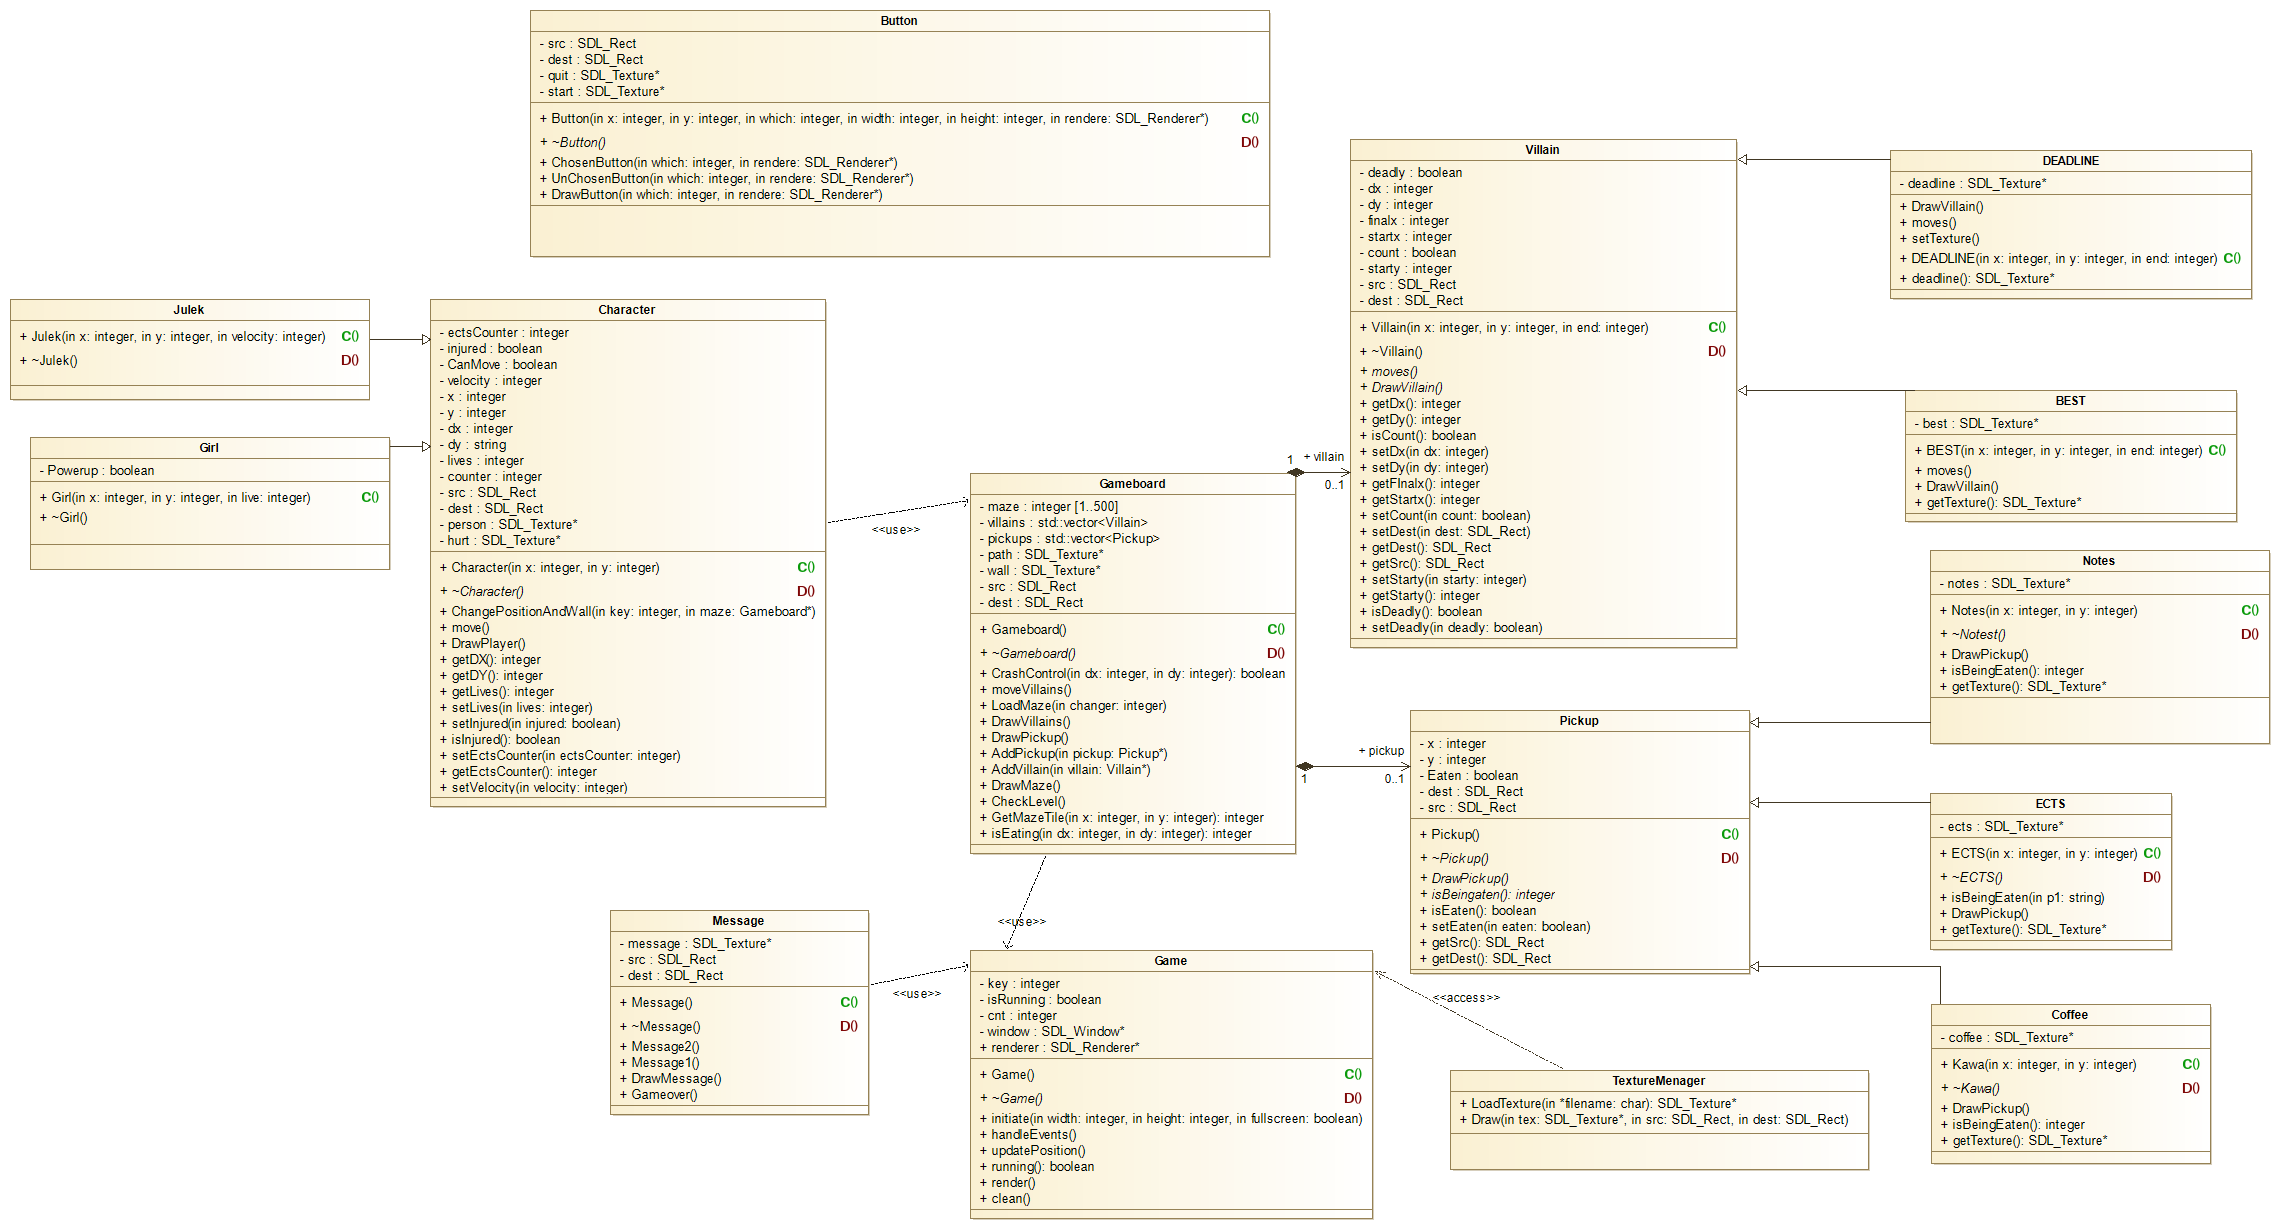 Button
- src : SDL_Rect
- dest : SDL_Rect
- quit : SDL_Texture*
- start : SDL_Texture*
+ Button(in x: integer, in y: integer, in which: integer, in width: integer, in height: integer, in rendere: SDL_Renderer*) C()
+ ~Button() D()
+ ChosenButton(in which: integer, in rendere: SDL_Renderer*)
+ UnChosenButton(in which: integer, in rendere: SDL_Renderer*)
+ DrawButton(in which: integer, in rendere: SDL_Renderer*)
Julek
+ Julek(in x: integer, in y: integer, in velocity: integer) C()
+ ~Julek() D()
Girl
- Powerup : boolean
+ Girl(in x: integer, in y: integer, in live: integer) C()
+ ~Girl()
Character
- ectsCounter : integer
- injured : boolean
- CanMove : boolean
- velocity : integer
- x : integer
- y : integer
- dx : integer
- dy : string
- lives : integer
- counter : integer
- src : SDL_Rect
- dest : SDL_Rect
- person : SDL_Texture*
- hurt : SDL_Texture*
+ Character(in x: integer, in y: integer) C()
+ ~Character() D()
+ ChangePositionAndWall(in key: integer, in maze: Gameboard*)
+ move()
+ DrawPlayer()
+ getDX(): integer
+ getDY(): integer
+ getLives(): integer
+ setLives(in lives: integer)
+ setInjured(in injured: boolean)
+ isInjured(): boolean
+ setEctsCounter(in ectsCounter: integer)
+ getEctsCounter(): integer
+ setVelocity(in velocity: integer)
<<use>>
Gameboard
- maze : integer [1..500]
- villains : std::vector<Villain>
- pickups : std::vector<Pickup>
- path : SDL_Texture*
- wall : SDL_Texture*
- src : SDL_Rect
- dest : SDL_Rect
+ Gameboard() C()
+ ~Gameboard() D()
+ CrashControl(in dx: integer, in dy: integer): boolean
+ moveVillains()
+ LoadMaze(in changer: integer)
+ DrawVillains()
+ DrawPickup()
+ AddPickup(in pickup: Pickup*)
+ AddVillain(in villain: Villain*)
+ DrawMaze()
+ CheckLevel()
+ GetMazeTile(in x: integer, in y: integer): integer
+ isEating(in dx: integer, in dy: integer): integer
1
+ villain
0..1
+ pickup
1
0..1
Villain
- deadly : boolean
- dx : integer
- dy : integer
- finalx : integer
- startx : integer
- count : boolean
- starty : integer
- src : SDL_Rect
- dest : SDL_Rect
+ Villain(in x: integer, in y: integer, in end: integer) C()
+ ~Villain() D()
+ moves()
+ DrawVillain()
+ getDx(): integer
+ getDy(): integer
+ isCount(): boolean
+ setDx(in dx: integer)
+ setDy(in dy: integer)
+ getFInalx(): integer
+ getStartx(): integer
+ setCount(in count: boolean)
+ setDest(in dest: SDL_Rect)
+ getDest(): SDL_Rect
+ getSrc(): SDL_Rect
+ setStarty(in starty: integer)
+ getStarty(): integer
+ isDeadly(): boolean
+ setDeadly(in deadly: boolean)
DEADLINE
- deadline : SDL_Texture*
+ DrawVillain()
+ moves()
+ setTexture()
+ DEADLINE(in x: integer, in y: integer, in end: integer) C()
+ deadline(): SDL_Texture*
BEST
- best : SDL_Texture*
+ BEST(in x: integer, in y: integer, in end: integer) C()
+ moves()
+ DrawVillain()
+ getTexture(): SDL_Texture*
Notes
- notes : SDL_Texture*
+ Notes(in x: integer, in y: integer) C()
+ ~Notest() D()
+ DrawPickup()
+ isBeingEaten(): integer
+ getTexture(): SDL_Texture*
Pickup
- x : integer
- y : integer
- Eaten : boolean
- dest : SDL_Rect
- src : SDL_Rect
+ Pickup() C()
+ ~Pickup() D()
+ DrawPickup()
+ isBeingaten(): integer
+ isEaten(): boolean
+ setEaten(in eaten: boolean)
+ getSrc(): SDL_Rect
+ getDest(): SDL_Rect
ECTS
- ects : SDL_Texture*
+ ECTS(in x: integer, in y: integer) C()
+ ~ECTS() D()
+ isBeingEaten(in p1: string)
+ DrawPickup()
+ getTexture(): SDL_Texture*
Coffee
- coffee : SDL_Texture*
+ Kawa(in x: integer, in y: integer) C()
+ ~Kawa() D()
+ DrawPickup()
+ isBeingEaten(): integer
+ getTexture(): SDL_Texture*
Message
- message : SDL_Texture*
- src : SDL_Rect
- dest : SDL_Rect
+ Message() C()
+ ~Message() D()
+ Message2()
+ Message1()
+ DrawMessage()
+ Gameover()
<<use>>
<<use>>
Game
- key : integer
- isRunning : boolean
- cnt : integer
- window : SDL_Window*
+ renderer : SDL_Renderer*
+ Game() C()
+ ~Game() D()
+ initiate(in width: integer, in height: integer, in fullscreen: boolean)
+ handleEvents()
+ updatePosition()
+ running(): boolean
+ render()
+ clean()
<<access>>
TextureMenager
+ LoadTexture(in *filename: char): SDL_Texture*
+ Draw(in tex: SDL_Texture*, in src: SDL_Rect, in dest: SDL_Rect)